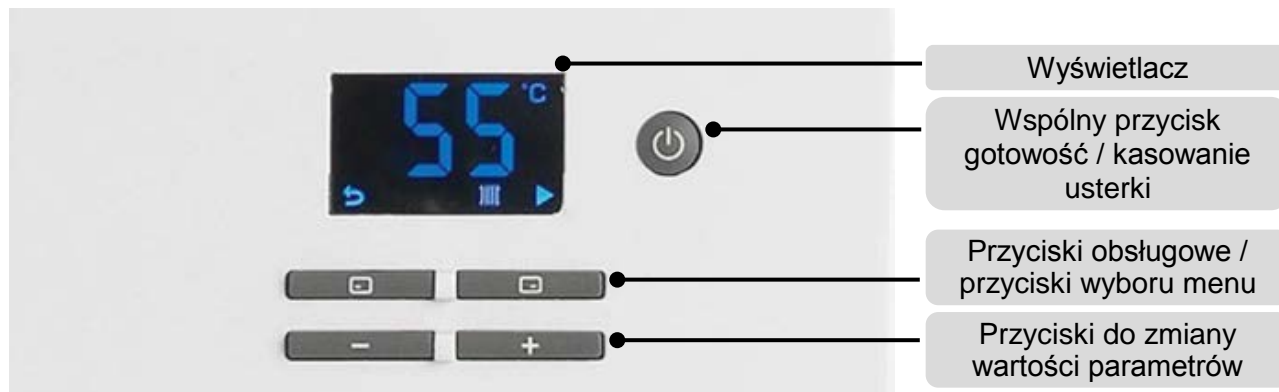 55 °C
Wyświetlacz
Wspólny przycisk
gotowość / kasowanie
usterki
Przyciski obsługowe /
przyciski wyboru menu
− +
Przyciski do zmiany
wartości parametrów